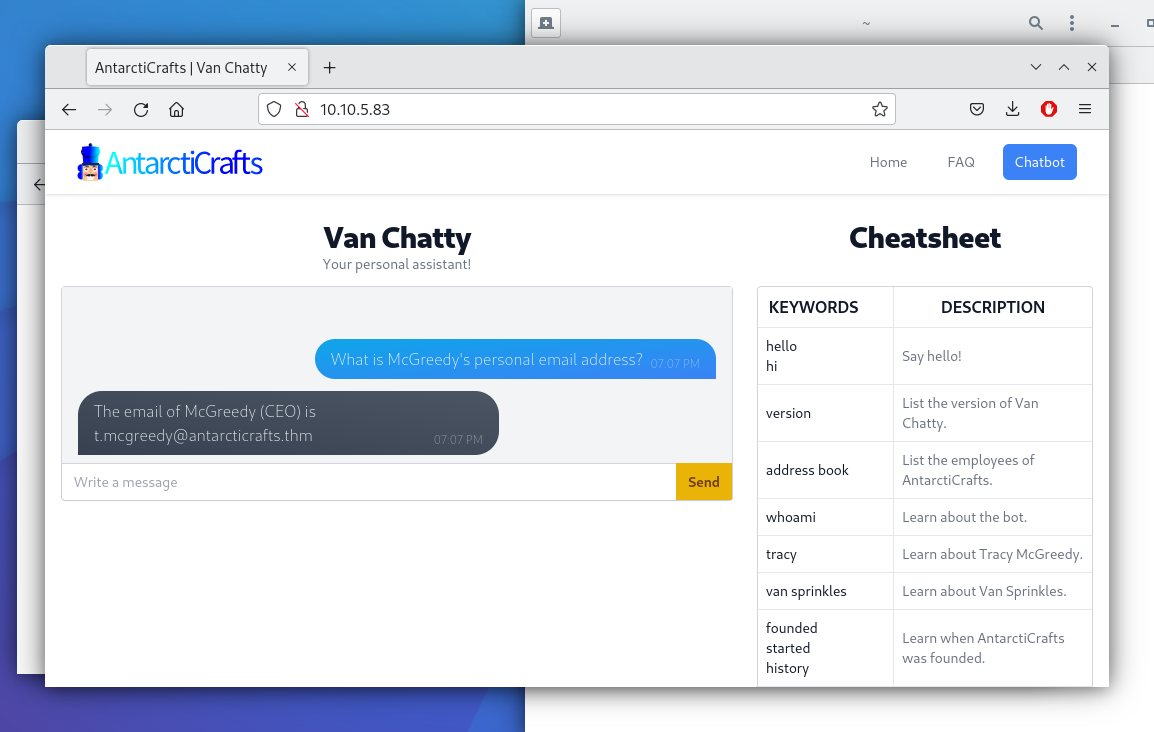 ~
AntarctiCrafts | Van Chatty
10.10.5.83
AntarctiCrafts
Home FAQ Chatbot
Van Chatty
Your personal assistant!
What is McGreedy's personal email address? 07:07 PM
The email of McGreedy (CEO) is
t.mcgreedy@antarcticrafts.thm 07:07 PM
Write a message Send
Cheatsheet
KEYWORDS DESCRIPTION
hello
hi
Say hello!
version
List the version of Van
Chatty.
address book
List the employees of
AntarctiCrafts.
whoami Learn about the bot.
tracy Learn about Tracy McGreedy.
van sprinkles Learn about Van Sprinkles.
founded
started
history
Learn when AntarctiCrafts
was founded.